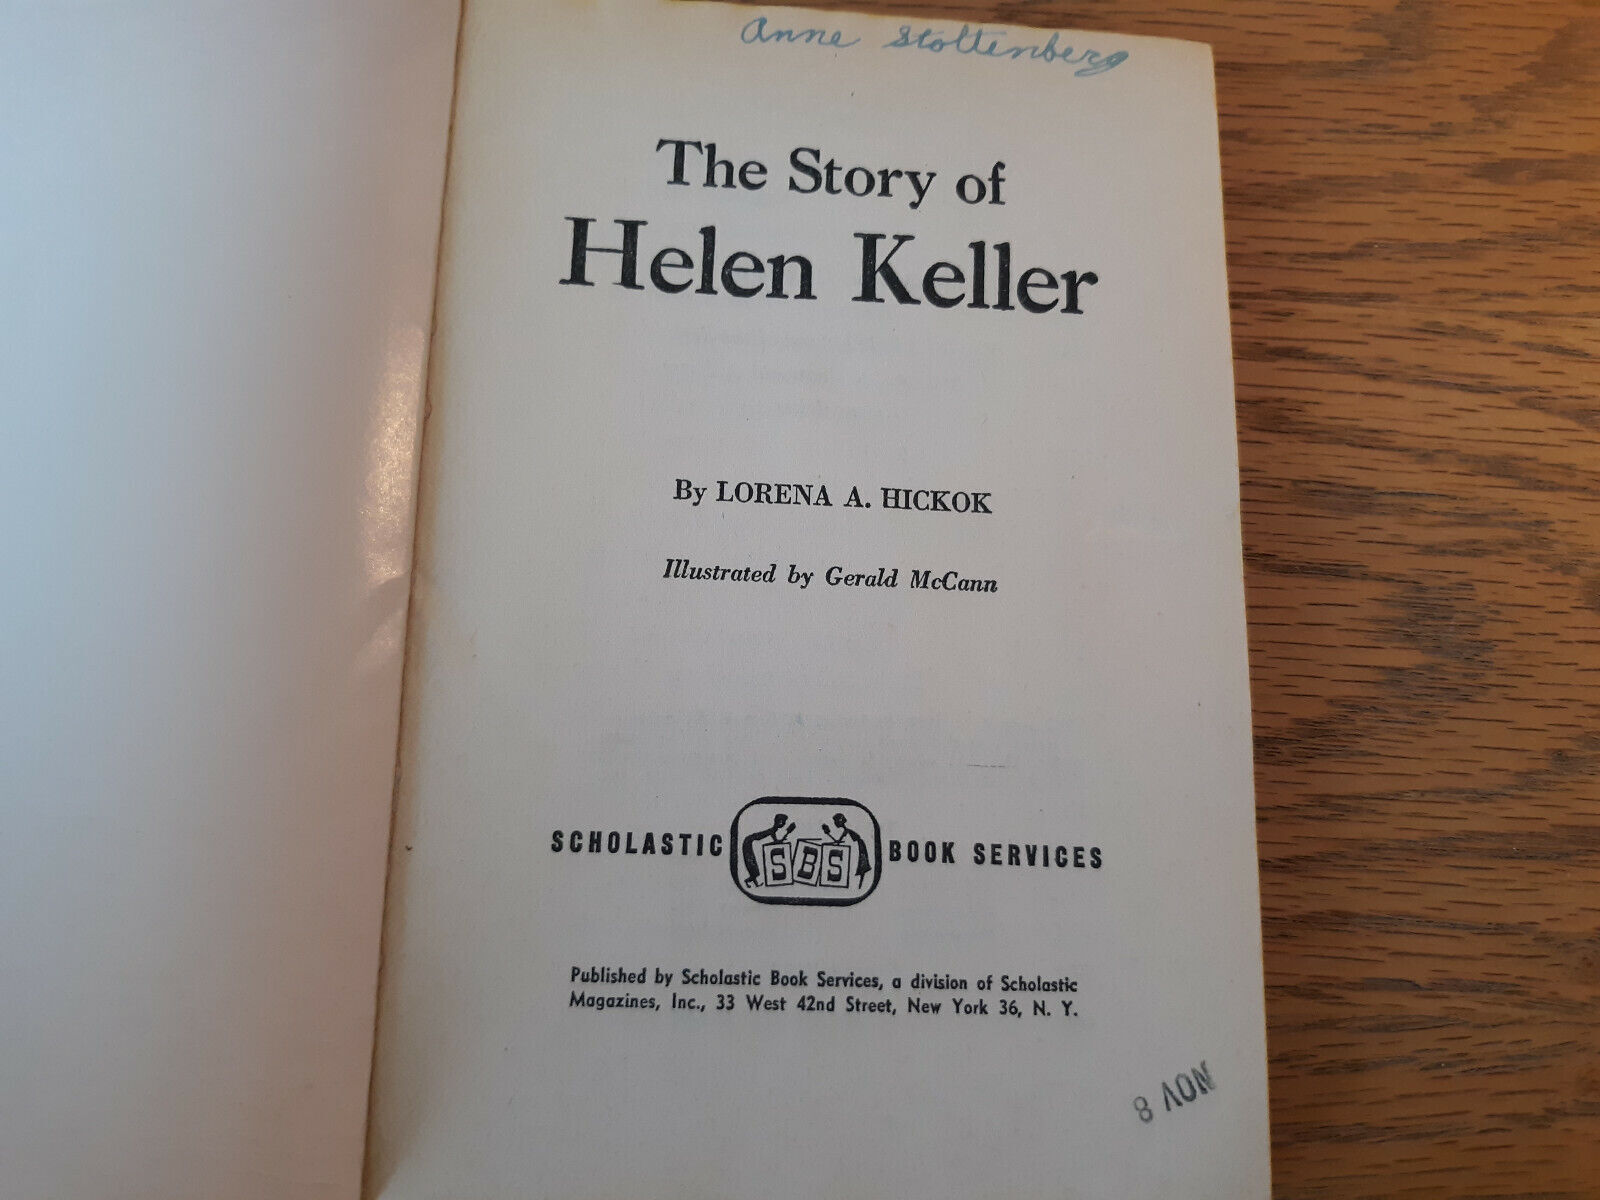 Anne Stoltenberg
The Story of
Helen Keller
By LORENA A. HICKOK
Illustrated by Gerald McCann
SCHOLASTIC SBS BOOK SERVICES
Published by Scholastic Book Services, a division of Scholastic
Magazines, Inc., 33 West 42nd Street, New York 36, N. Y.
NOV 8